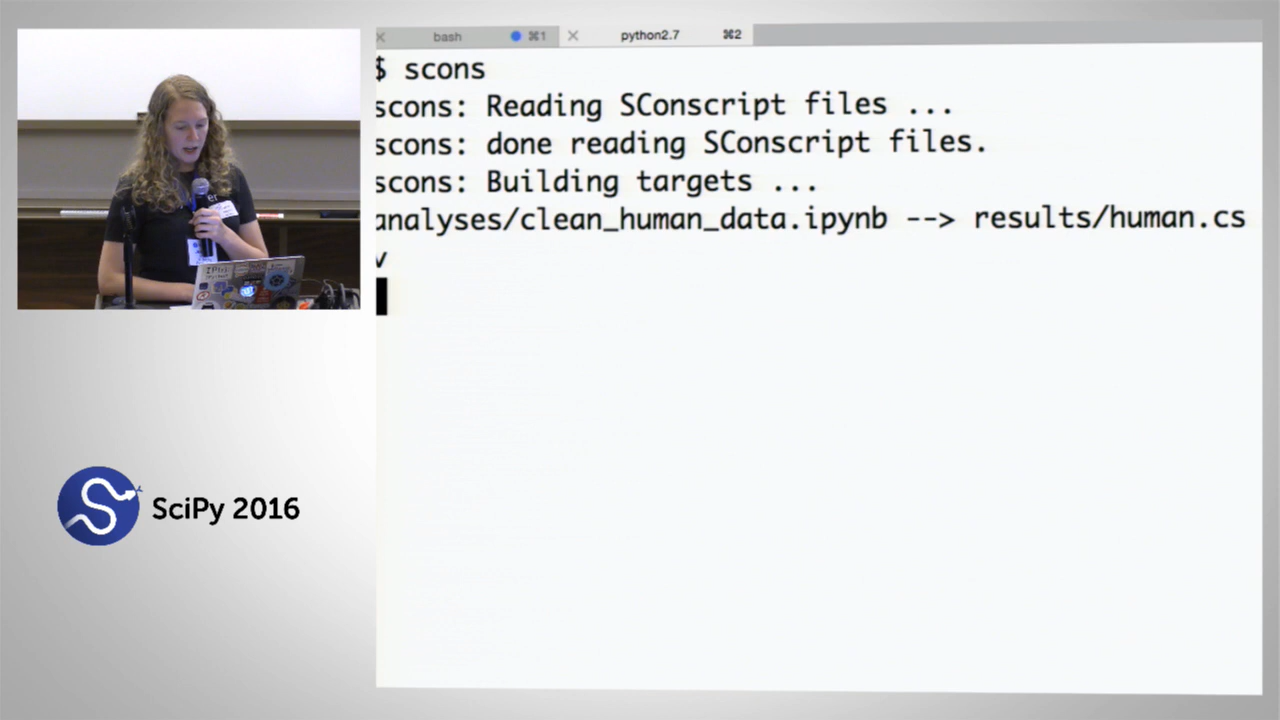 bash ⌘1
python2.7 ⌘2
$ scons
scons: Reading SConscript files ...
scons: done reading SConscript files.
scons: Building targets ...
analyses/clean_human_data.ipynb --> results/human.cs
v
SciPy 2016